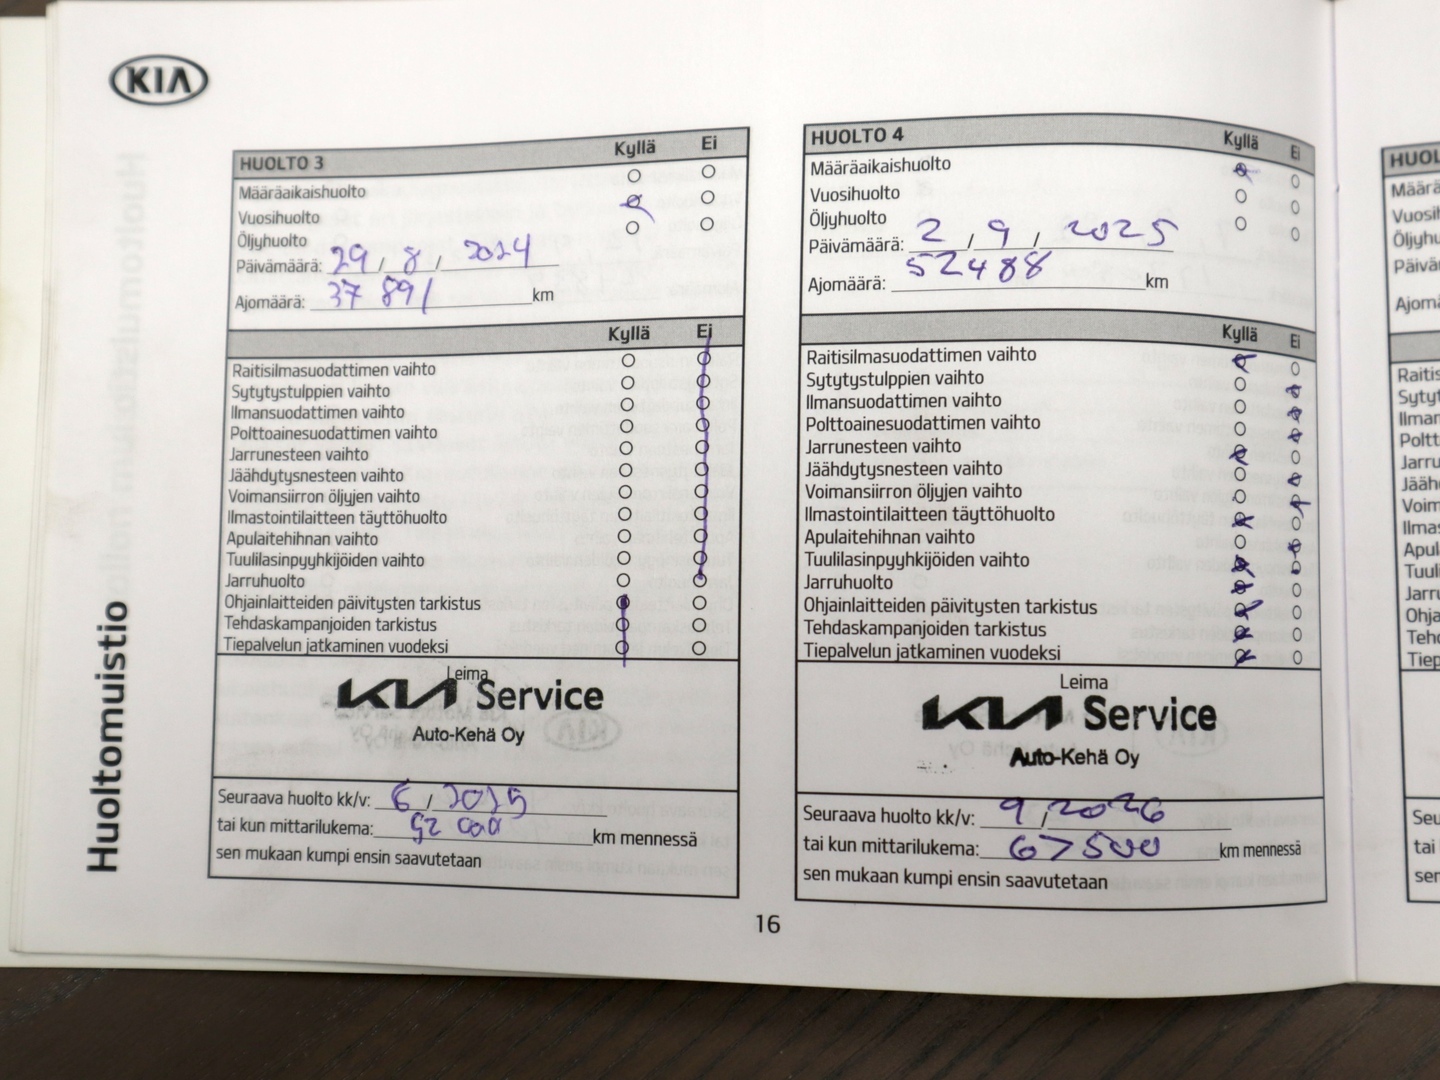 KIA
Huoltomuistio
HUOLTO 3 Kyllä Ei
Määräaikaishuolto
Vuosihuolto
Öljyhuolto
Päivämäärä: 29 / 8 / 2024
Ajomäärä: 37 891 km
Kyllä Ei
Raitisilmasuodattimen vaihto
Sytytystulppien vaihto
Ilmansuodattimen vaihto
Polttoainesuodattimen vaihto
Jarrunesteen vaihto
Jäähdytysnesteen vaihto
Voimansiirron öljyjen vaihto
Ilmastointilaitteen täyttöhuolto
Apulaitehihnan vaihto
Tuulilasinpyyhkijöiden vaihto
Jarruhuolto
Ohjainlaitteiden päivitysten tarkistus
Tehdaskampanjoiden tarkistus
Tiepalvelun jatkaminen vuodeksi
Leima
KIA Service
Auto-Kehä Oy
Seuraava huolto kk/v: 6 / 2025
tai kun mittarilukema: 52 000 km mennessä
sen mukaan kumpi ensin saavutetaan
HUOLTO 4 Kyllä Ei
Määräaikaishuolto
Vuosihuolto
Öljyhuolto
Päivämäärä: 2 / 9 / 2025
Ajomäärä: 52488 km
Kyllä Ei
Raitisilmasuodattimen vaihto
Sytytystulppien vaihto
Ilmansuodattimen vaihto
Polttoainesuodattimen vaihto
Jarrunesteen vaihto
Jäähdytysnesteen vaihto
Voimansiirron öljyjen vaihto
Ilmastointilaitteen täyttöhuolto
Apulaitehihnan vaihto
Tuulilasinpyyhkijöiden vaihto
Jarruhuolto
Ohjainlaitteiden päivitysten tarkistus
Tehdaskampanjoiden tarkistus
Tiepalvelun jatkaminen vuodeksi
Leima
KIA Service
Auto-Kehä Oy
Seuraava huolto kk/v: 9 / 2026
tai kun mittarilukema: 67500 km mennessä
sen mukaan kumpi ensin saavutetaan
16